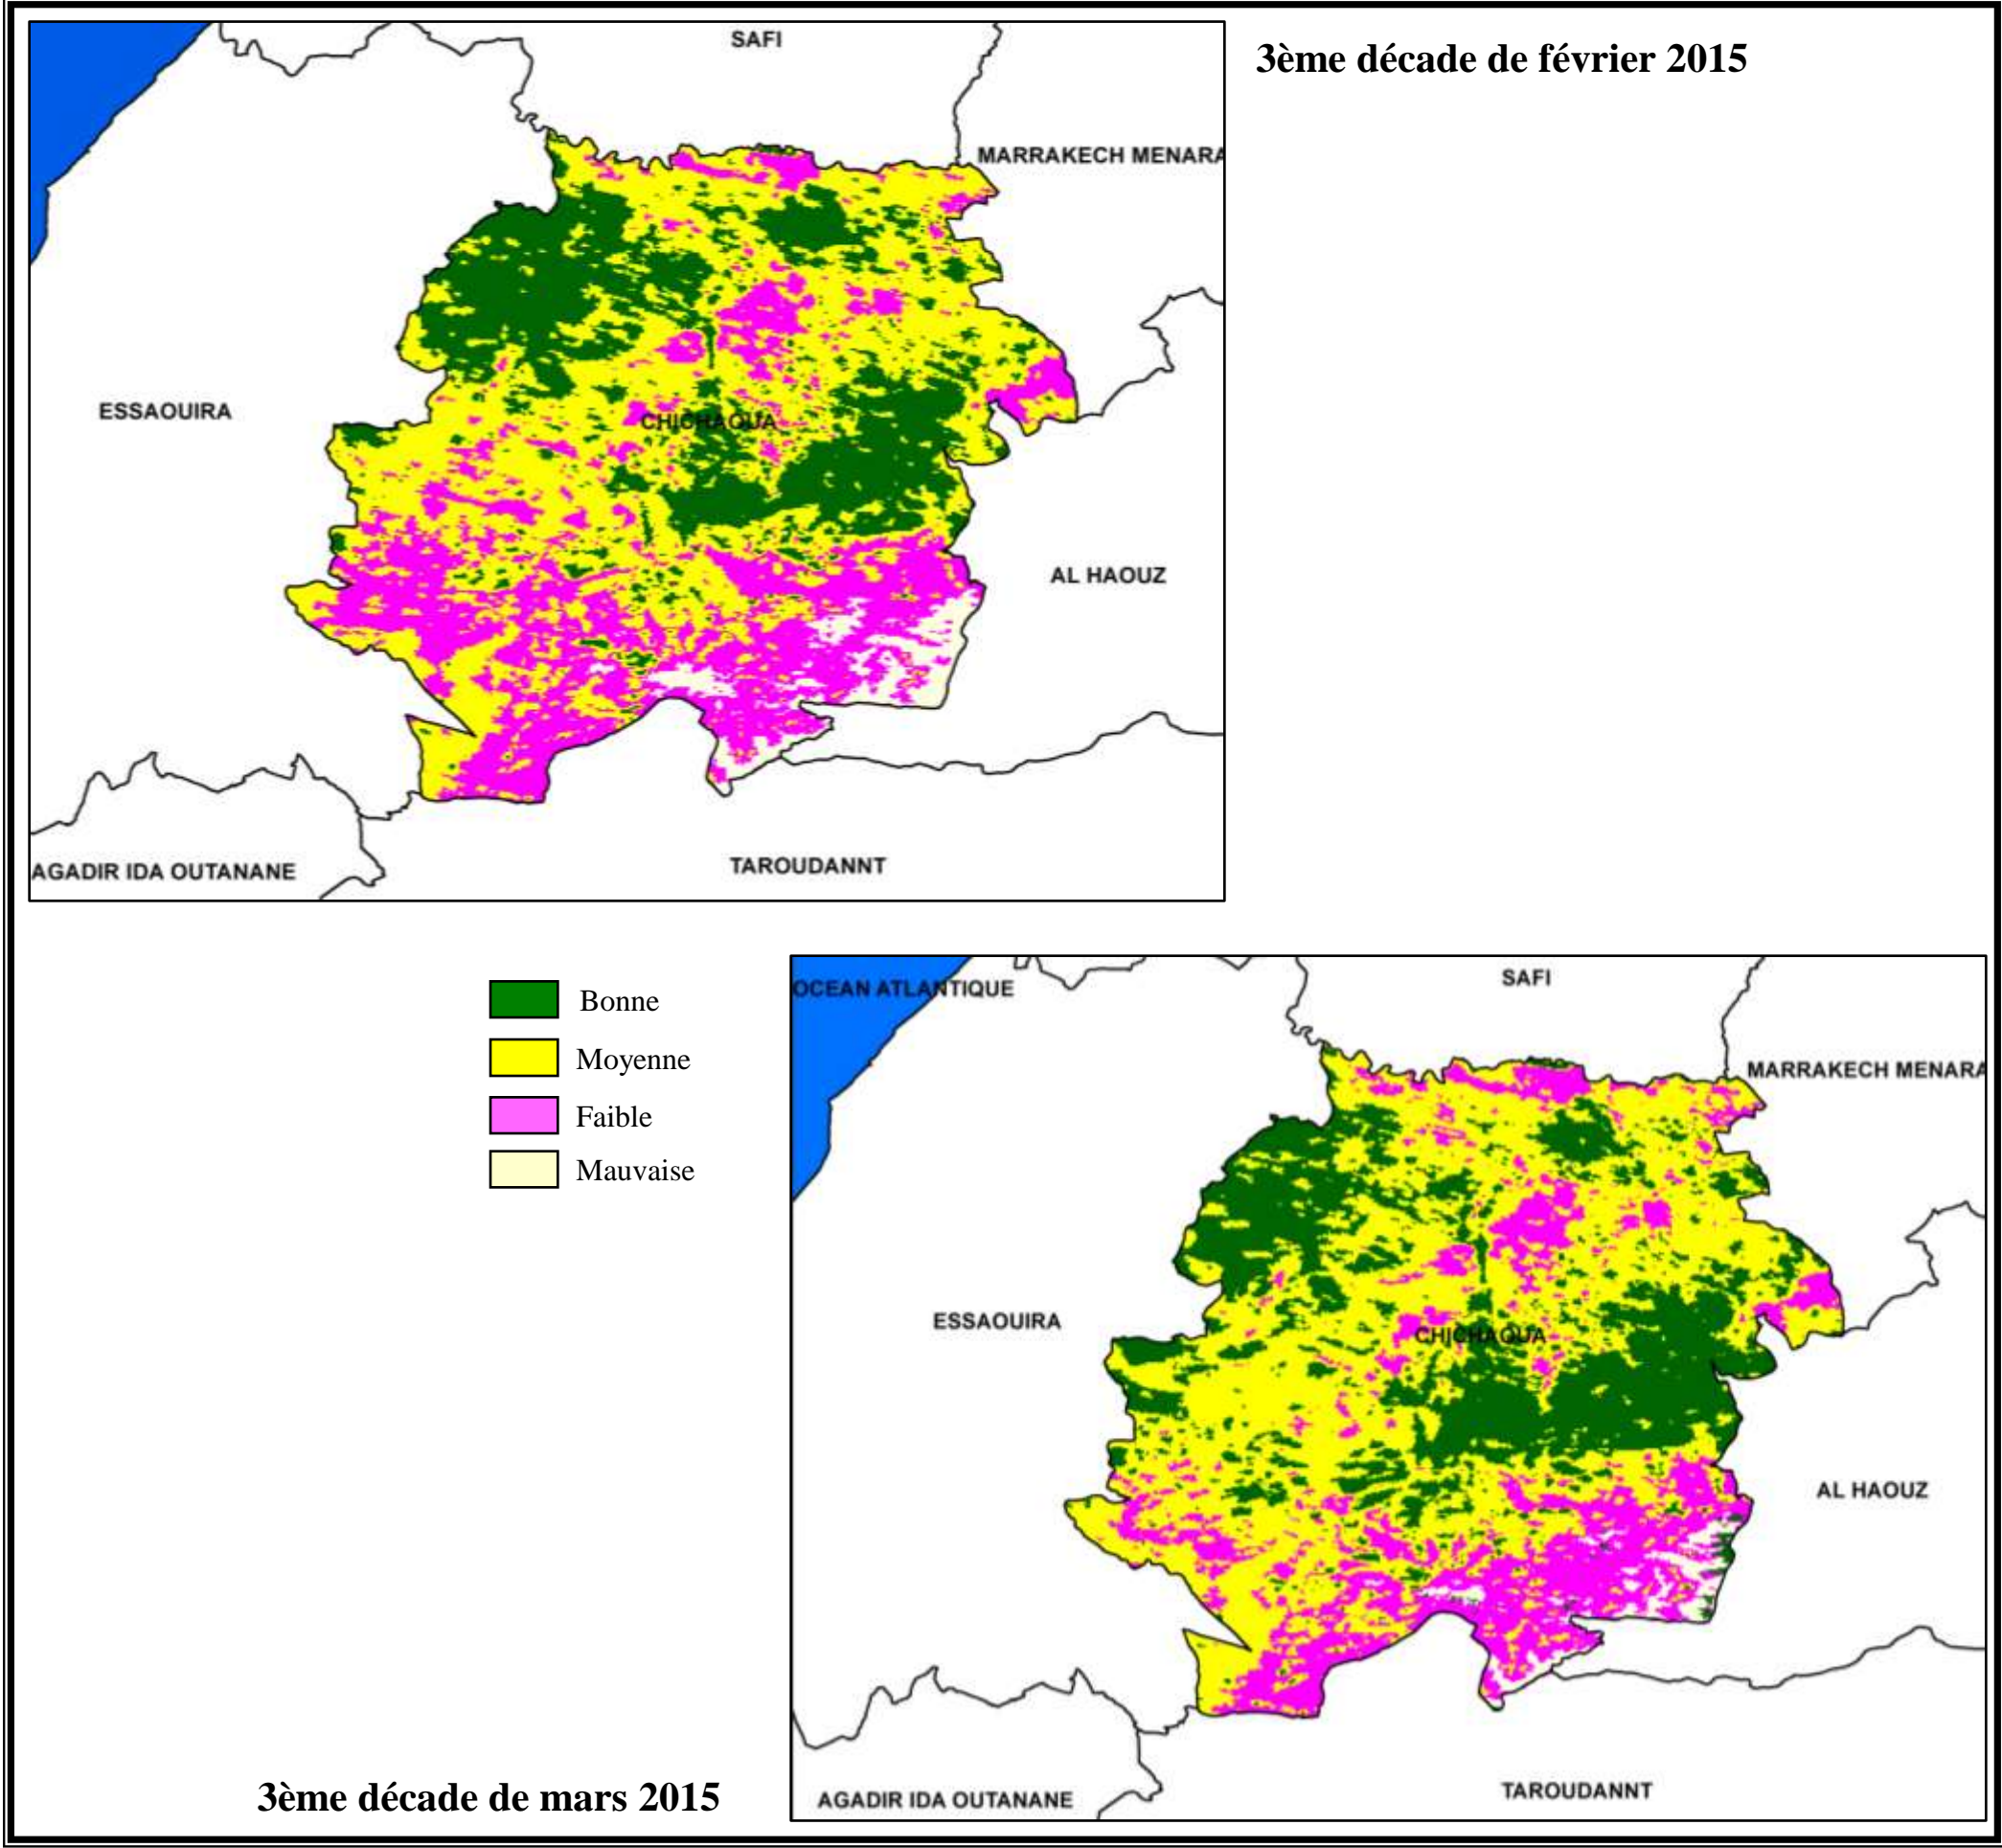 3ème décade de février 2015
SAFI
MARRAKECH MENARA
ESSAOUIRA
CHICHAOUA
AL HAOUZ
AGADIR IDA OUTANANE
TAROUDANNT
Bonne
Moyenne
Faible
Mauvaise
OCEAN ATLANTIQUE
SAFI
MARRAKECH MENARA
ESSAOUIRA
CHICHAOUA
AL HAOUZ
AGADIR IDA OUTANANE
TAROUDANNT
3ème décade de mars 2015